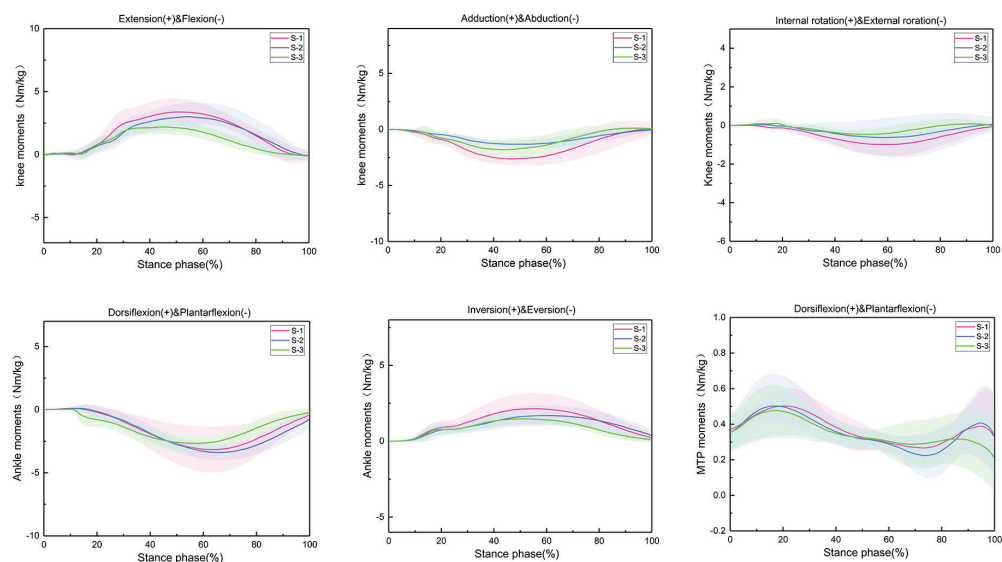 Extension(+)&Flexion(-)
10
5
0
-5
knee moments (Nm/kg)
S-1
S-2
S-3
0 20 40 60 80 100
Stance phase(%)
Adduction(+)&Abduction(-)
5
0
-5
-10
knee moments (Nm/kg)
S-1
S-2
S-3
0 20 40 60 80 100
Stance phase(%)
Internal rotation(+)&External roration(-)
4
2
0
-2
-4
-6
Knee moments (Nm/kg)
S-1
S-2
S-3
0 20 40 60 80 100
Stance phase(%)
Dorsiflexion(+)&Plantarflexion(-)
5
0
-5
-10
Ankle moments (Nm/kg)
S-1
S-2
S-3
0 20 40 60 80 100
Stance phase(%)
Inversion(+)&Eversion(-)
5
0
-5
Ankle moments (Nm/kg)
S-1
S-2
S-3
0 20 40 60 80 100
Stance phase(%)
Dorsiflexion(+)&Plantarflexion(-)
1.0
0.8
0.6
0.4
0.2
0.0
-0.2
MTP moments (Nm/kg)
S-1
S-2
S-3
0 20 40 60 80 100
Stance phase(%)